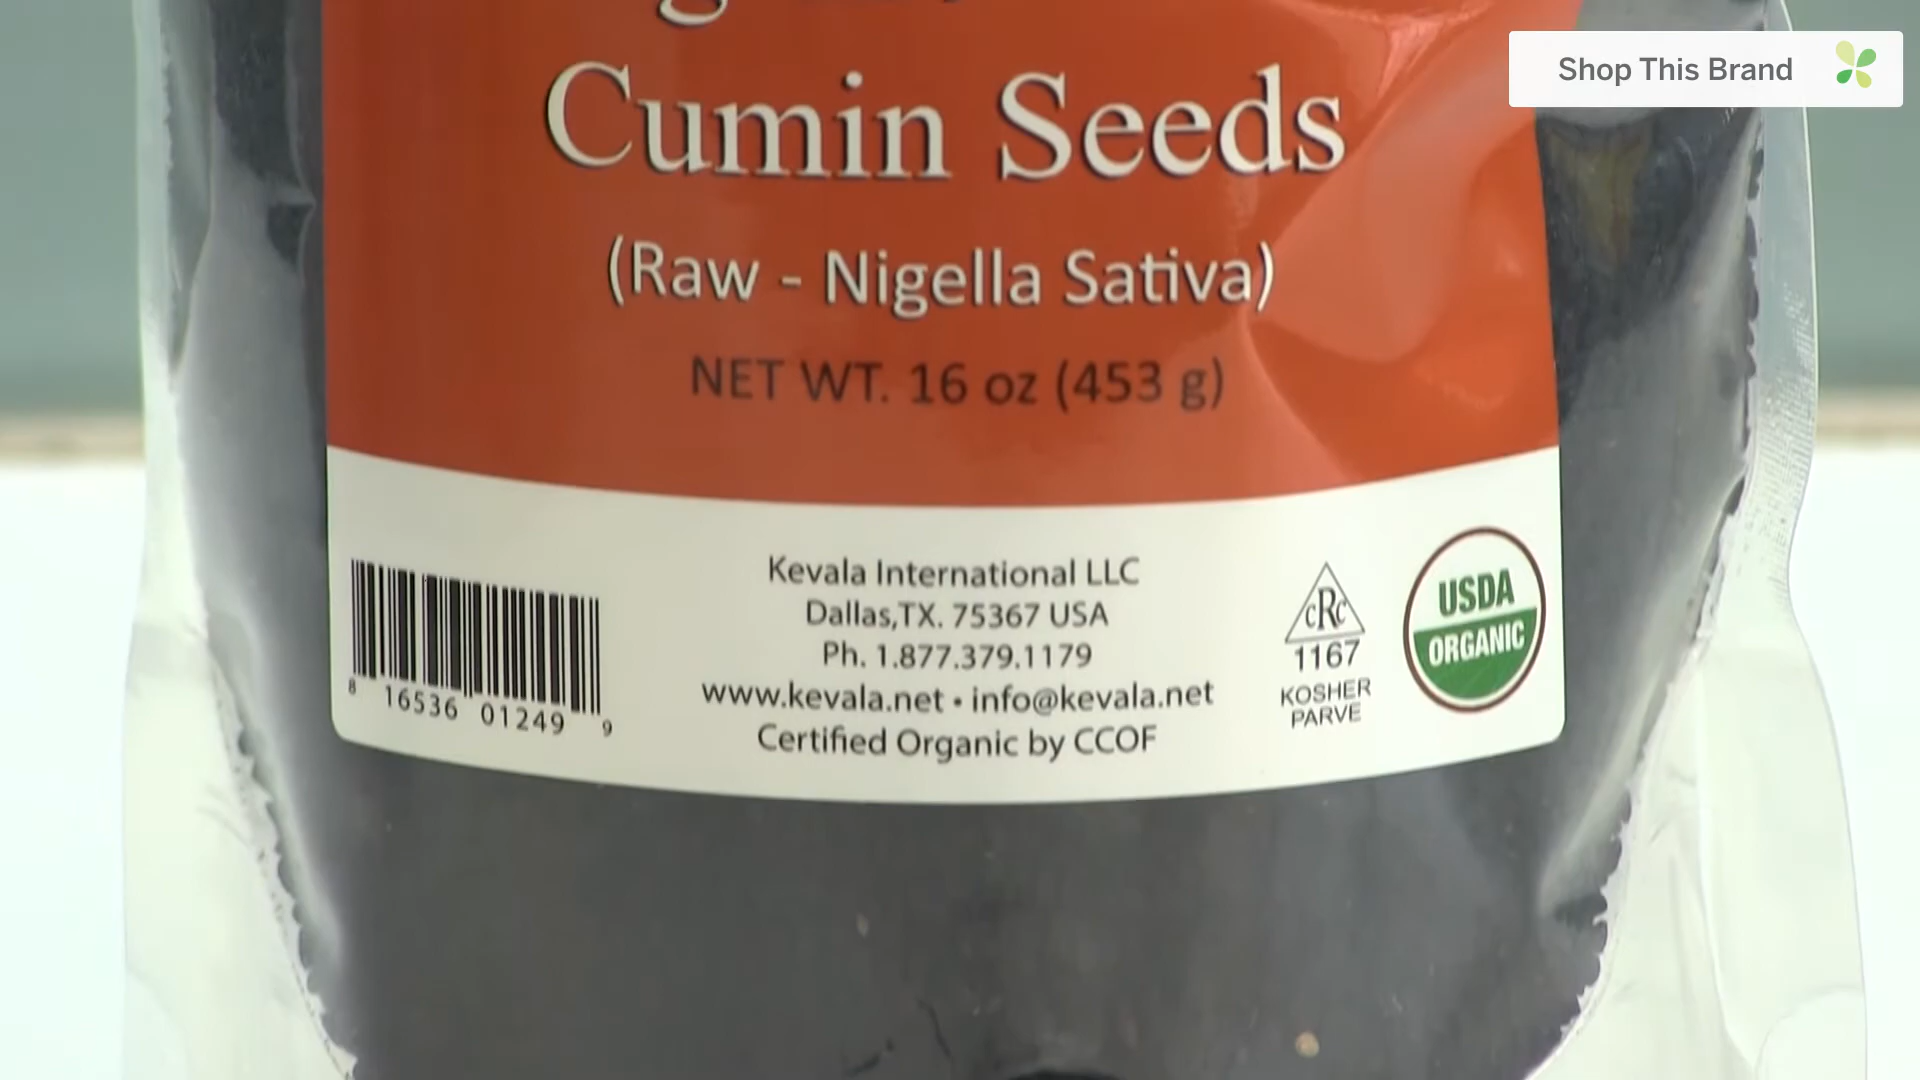 Shop This Brand
Cumin Seeds
(Raw - Nigella Sativa)
NET WT. 16 oz (453 g)
Kevala International LLC
Dallas,TX. 75367 USA
Ph. 1.877.379.1179
www.kevala.net • info@kevala.net
Certified Organic by CCOF
8 16536 01249 9
cRc
1167
KOSHER
PARVE
USDA
ORGANIC